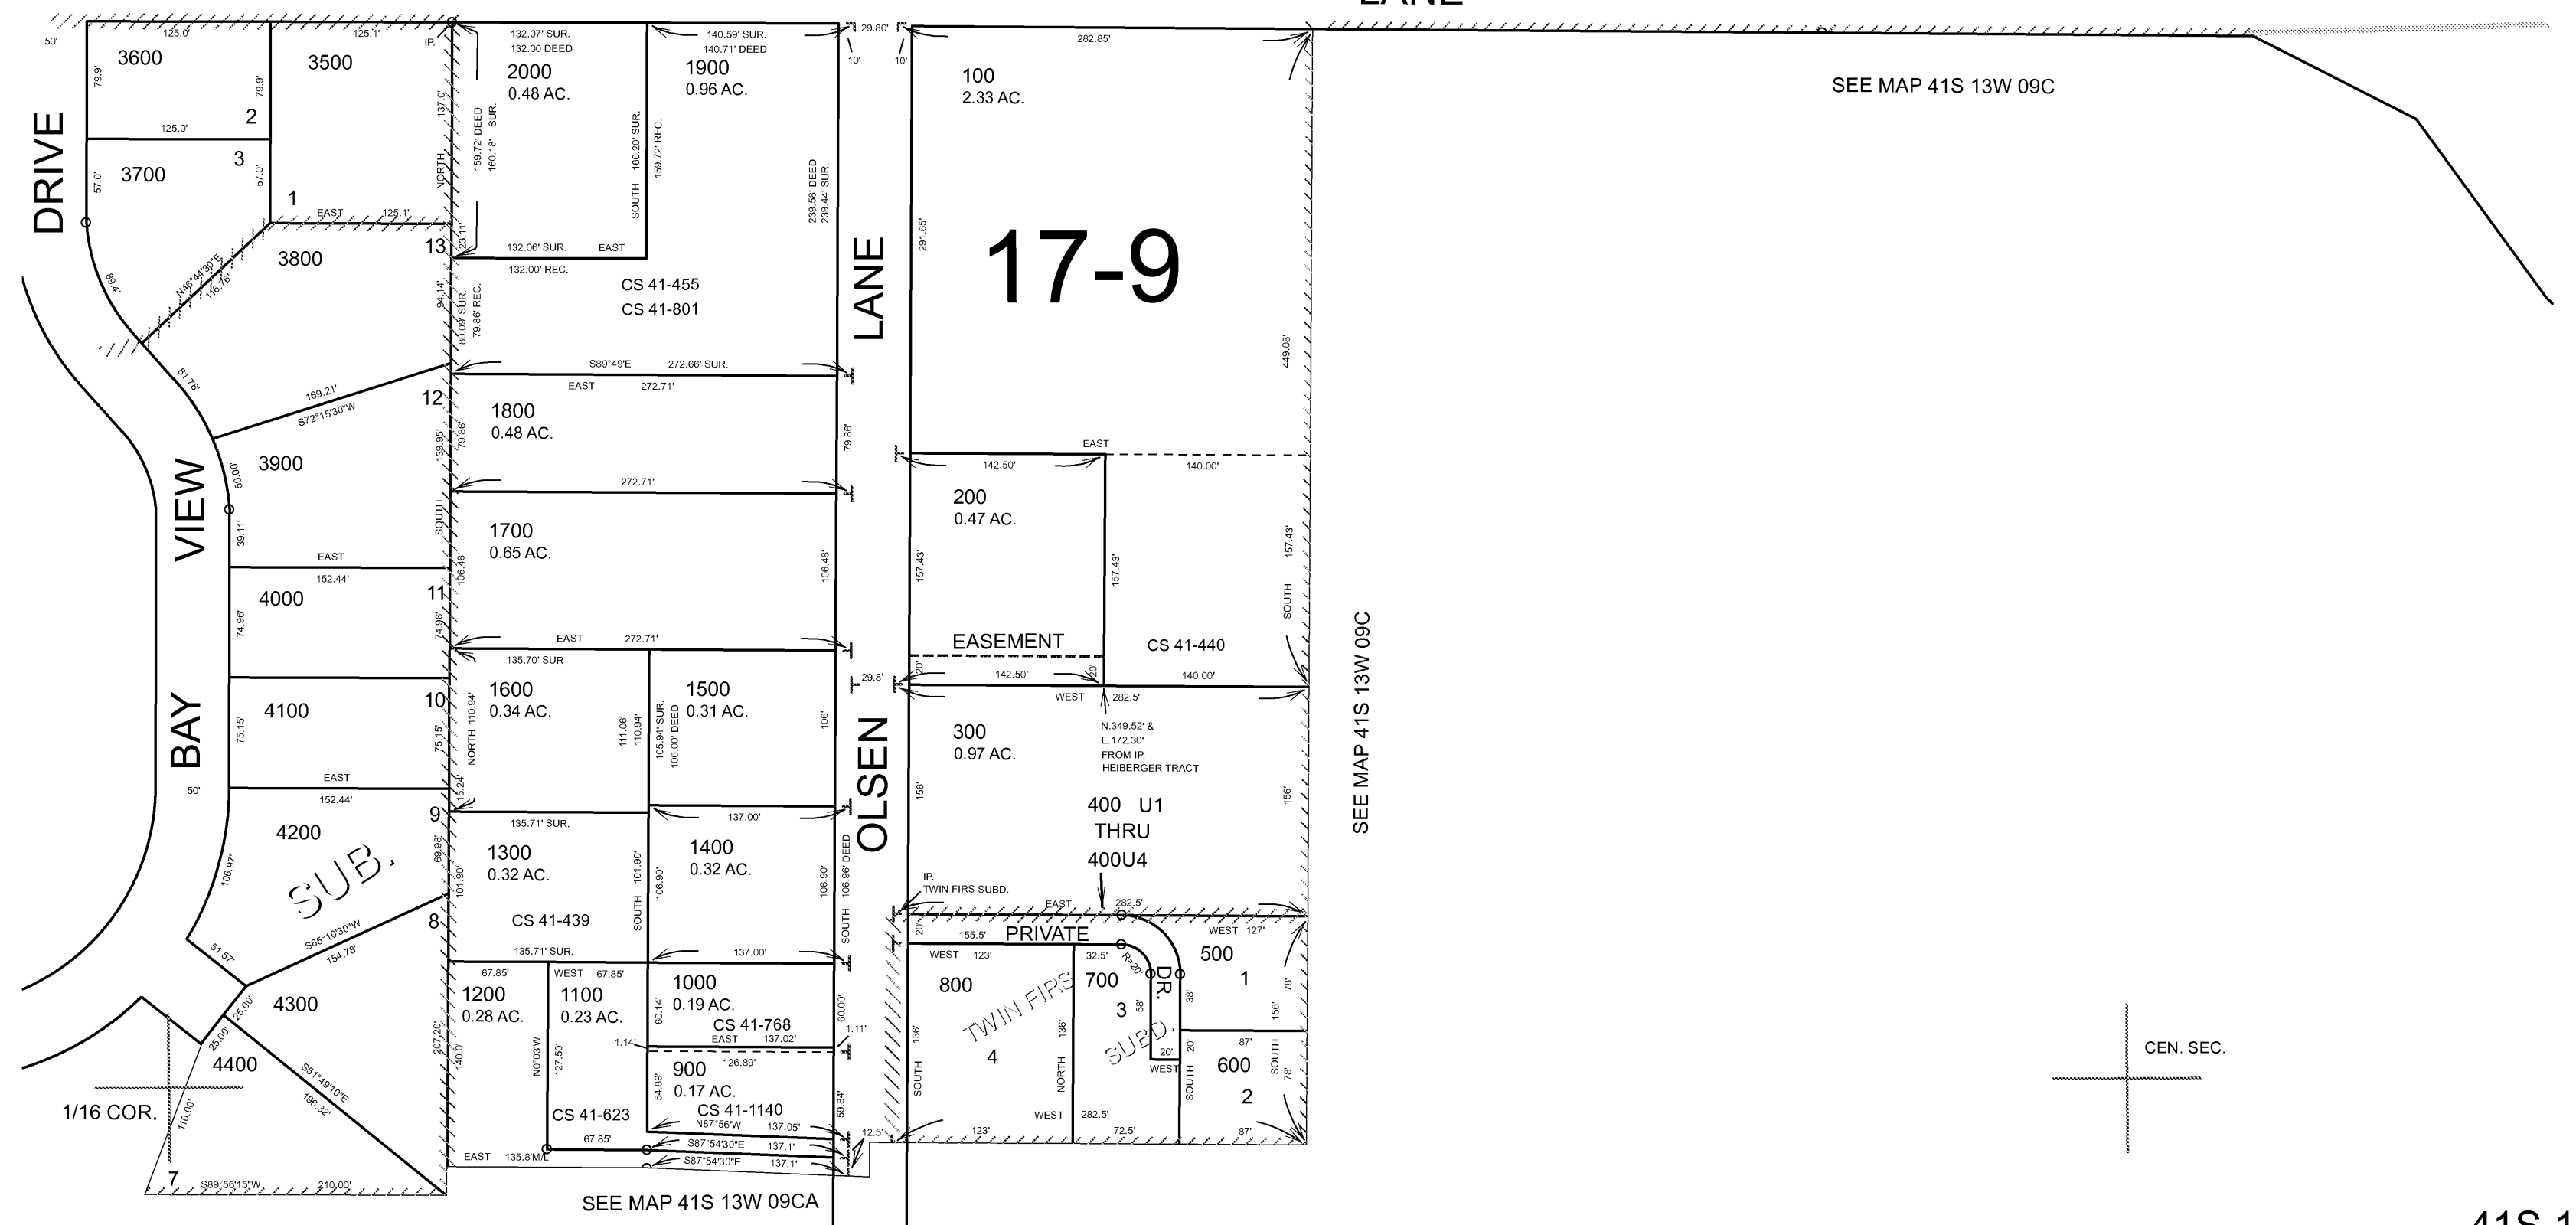 LANE
50'
125.0'
3600
79.9'
79.9'
2
125.0'
3
3700
57.0'
57.0'
125.1'
3500
IP.
137.0'
NORTH
1
EAST 125.1'
DRIVE
89.4'
N46°44'30"E
116.76'
13
3800
23.11'
94.14'
81.78'
169.21'
S72°15'30"W
12
3900
50.00'
139.95'
SOUTH
39.11'
EAST
152.44'
VIEW
4000
11
74.96'
74.96'
BAY
4100
10
75.15'
75.15'
EAST
152.44'
50'
15.24'
9
4200
69.98'
106.97'
SUB.
8
S65°10'30"W
154.78'
51.57'
25.00'
25.00'
4300
207.20'
4400
S51°49'10"E
196.32'
1/16 COR.
110.00'
7
S89°56'15"W 210.00'
132.07' SUR.
132.00 DEED
2000
0.48 AC.
159.72' DEED
160.18' SUR.
SOUTH 160.20' SUR.
159.72' REC.
140.59' SUR.
140.71' DEED
1900
0.96 AC.
239.58' DEED
239.44' SUR.
132.06' SUR. EAST
132.00' REC.
CS 41-455
CS 41-801
80.09' SUR.
79.86' REC.
S89°49'E 272.66' SUR.
EAST 272.71'
1800
0.48 AC.
79.86'
79.86'
272.71'
1700
0.65 AC.
106.48'
106.48'
EAST 272.71'
135.70' SUR
1600
0.34 AC.
NORTH 110.94'
111.06'
110.94'
105.94' SUR.
106.00' DEED
1500
0.31 AC.
106'
135.71' SUR.
137.00'
1300
0.32 AC.
101.90'
CS 41-439
SOUTH 101.90'
106.90'
1400
0.32 AC.
106.90'
SOUTH 106.96' DEED
135.71' SUR.
137.00'
67.85' WEST 67.85'
1200
0.28 AC.
140.0'
1100
0.23 AC.
N0°03'W
127.50'
CS 41-623
67.85'
1000
0.19 AC.
60.14'
60.00'
CS 41-768
EAST 137.02'
1.14'
1.11'
126.89'
900
0.17 AC.
54.89'
59.84'
CS 41-1140
N87°56'W 137.05'
S87°54'30"E 137.1'
S87°54'30"E 137.1'
EAST 135.8'M/L
12.5'
SEE MAP 41S 13W 09CA
29.80'
10'
10'
LANE
29.8'
OLSEN
282.85'
100
2.33 AC.
291.65'
17-9
449.08'
EAST
142.50'
140.00'
200
0.47 AC.
157.43'
157.43'
157.43'
SOUTH
EASEMENT
CS 41-440
20'
20'
142.50'
140.00'
WEST 282.5'
300
0.97 AC.
N.349.52' &
E.172.30'
FROM IP.
HEIBERGER TRACT
156'
156'
400 U1
THRU
400U4
IP.
TWIN FIRS SUBD.
EAST 282.5'
20'
155.5'
PRIVATE
WEST 127'
WEST 123'
32.5'
R=20'
DR.
800
700
500
1
78'
3
58'
38'
156'
TWIN FIRS
SUBD.
136'
SOUTH
4
136'
NORTH
20'
WEST
20'
SOUTH
87'
600
2
SOUTH
78'
WEST 282.5'
123'
72.5'
87'
SEE MAP 41S 13W 09C
SEE MAP 41S 13W 09C
CEN. SEC.
41S 1